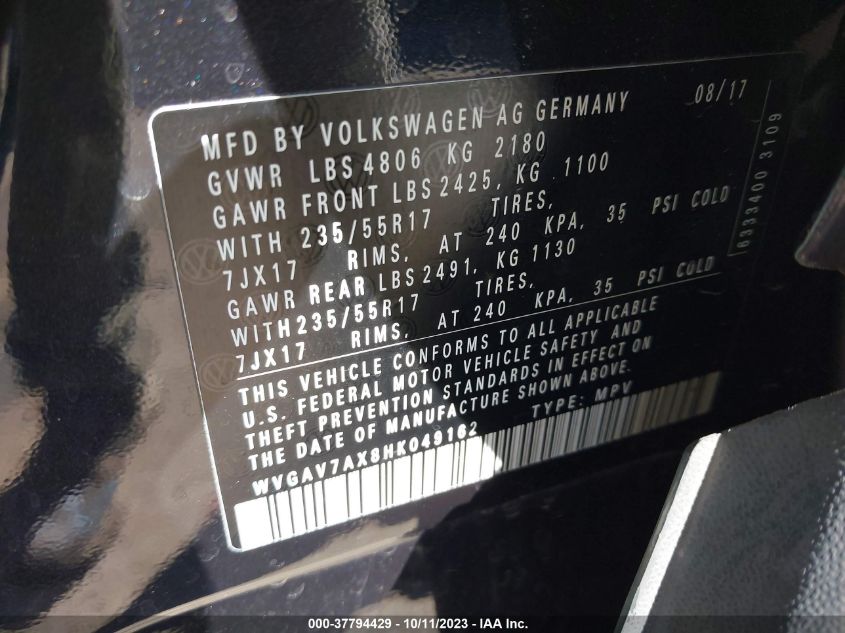 MFD BY VOLKSWAGEN AG GERMANY 08/17
GVWR LBS 4806 KG 2180
GAWR FRONT LBS 2425, KG 1100
WITH 235/55R17 TIRES,
7JX17 RIMS, AT 240 KPA, 35 PSI COLD
GAWR REAR LBS 2491, KG 1130
WITH 235/55R17 TIRES,
7JX17 RIMS, AT 240 KPA, 35 PSI COLD
THIS VEHICLE CONFORMS TO ALL APPLICABLE
U.S. FEDERAL MOTOR VEHICLE SAFETY AND
THEFT PREVENTION STANDARDS IN EFFECT ON
THE DATE OF MANUFACTURE SHOWN ABOVE.
WVGAV7AX8HK049162 TYPE: MPV
6333400 3109
000-37794429 - 10/11/2023 - IAA Inc.